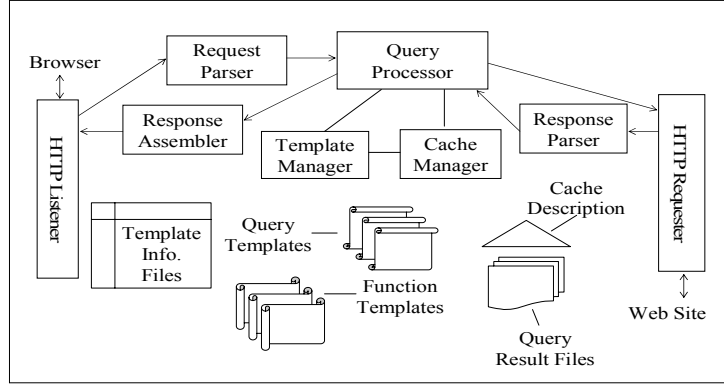 Browser
HTTP Listener
Request
Parser
Response
Assembler
Query
Processor
Template
Manager
Cache
Manager
Response
Parser
HTTP Requester
Web Site
Template
Info.
Files
Query
Templates
Function
Templates
Cache
Description
Query
Result Files